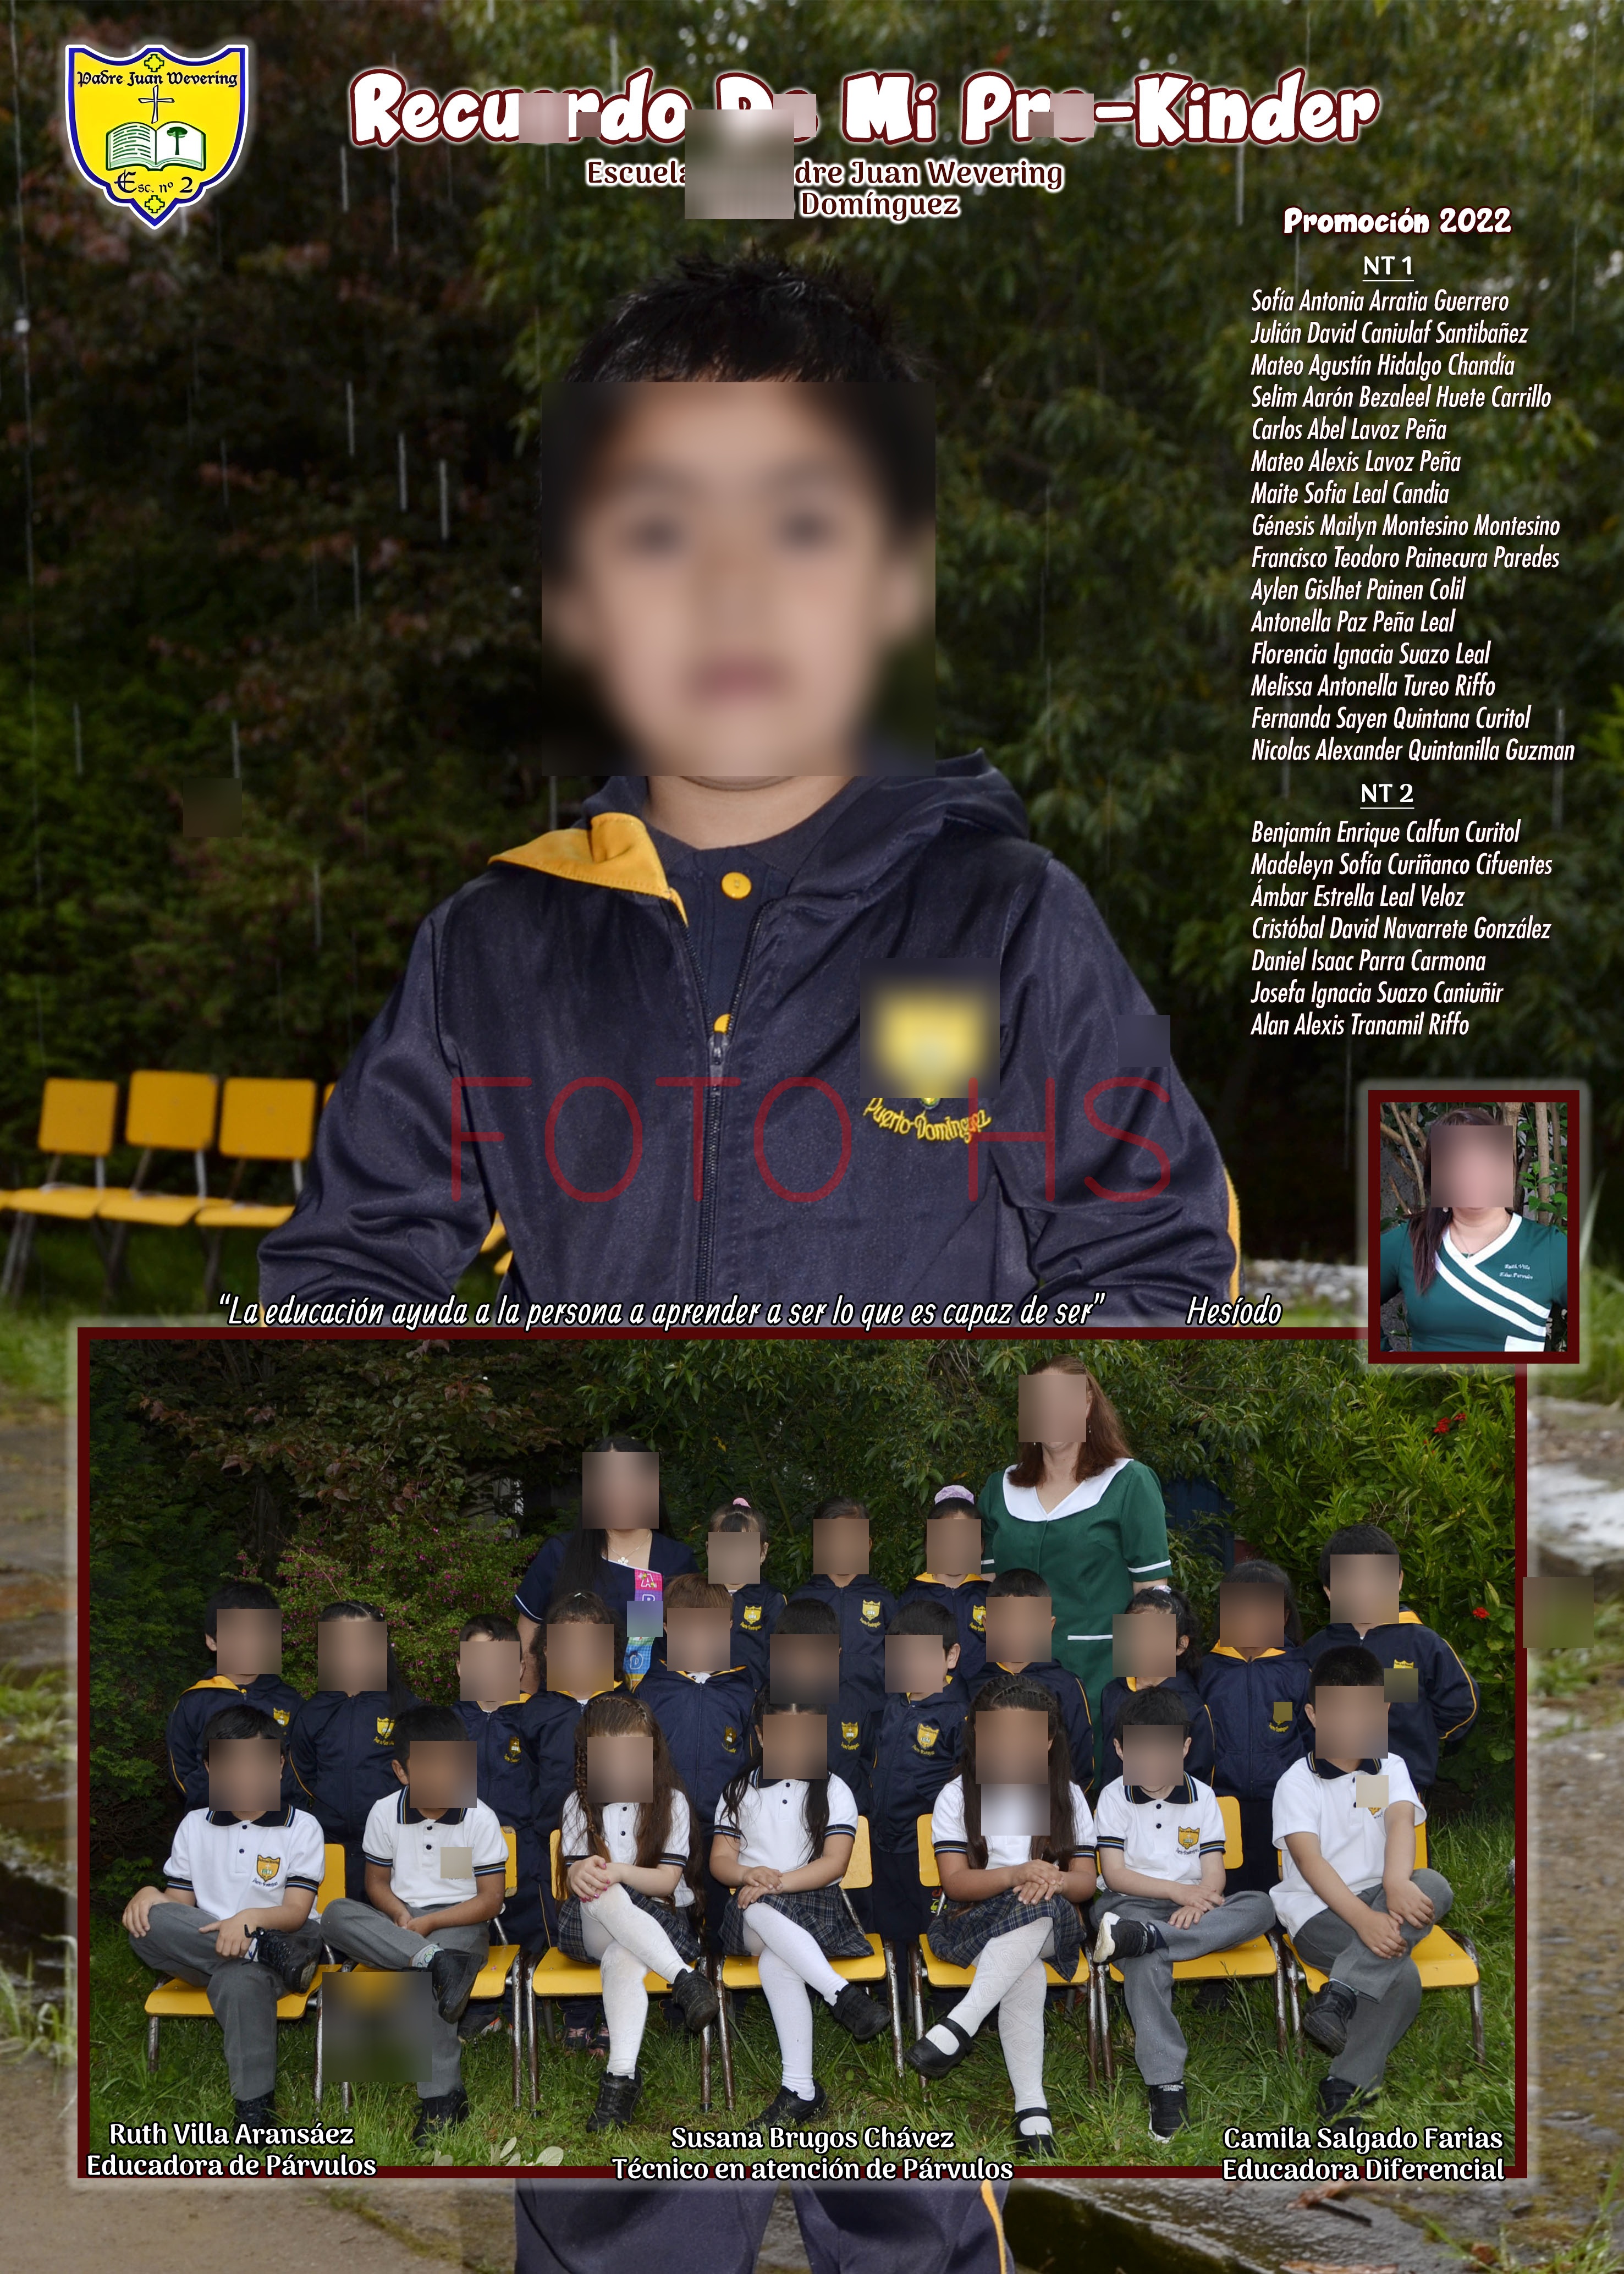 Padre Juan Wevering
Esc. nº 2
Recuerdo De Mi Pre-Kinder
Juan Wevering
Domínguez
Promoción 2022
NT 1
Sofía Antonia Arratia Guerrero
Julián David Caniulaf Santibañez
Mateo Agustín Hidalgo Chandía
Selim Aarón Bezaleel Huete Carrillo
Carlos Abel Lavoz Peña
Mateo Alexis Lavoz Peña
Maite Sofia Leal Candia
Génesis Mailyn Montesino Montesino
Francisco Teodoro Painecura Paredes
Aylen Gislhet Painen Colil
Antonella Paz Peña Leal
Florencia Ignacia Suazo Leal
Melissa Antonella Tureo Riffo
Fernanda Sayen Quintana Curitol
Nicolas Alexander Quintanilla Guzman
NT 2
Benjamín Enrique Calfun Curitol
Madeleyn Sofía Curiñanco Cifuentes
Ámbar Estrella Leal Veloz
Cristóbal David Navarrete González
Daniel Isaac Parra Carmona
Josefa Ignacia Suazo Caniuñir
Alan Alexis Tranamil Riffo
Puerto Domínguez
FOTO HS
Ruth Villa
“La educación ayuda a la persona a aprender a ser lo que es capaz de ser” Hesíodo
Ruth Villa Aransáez
Educadora de Párvulos
Susana Brugos Chávez
Técnico en atención de Párvulos
Camila Salgado Farias
Educadora Diferencial